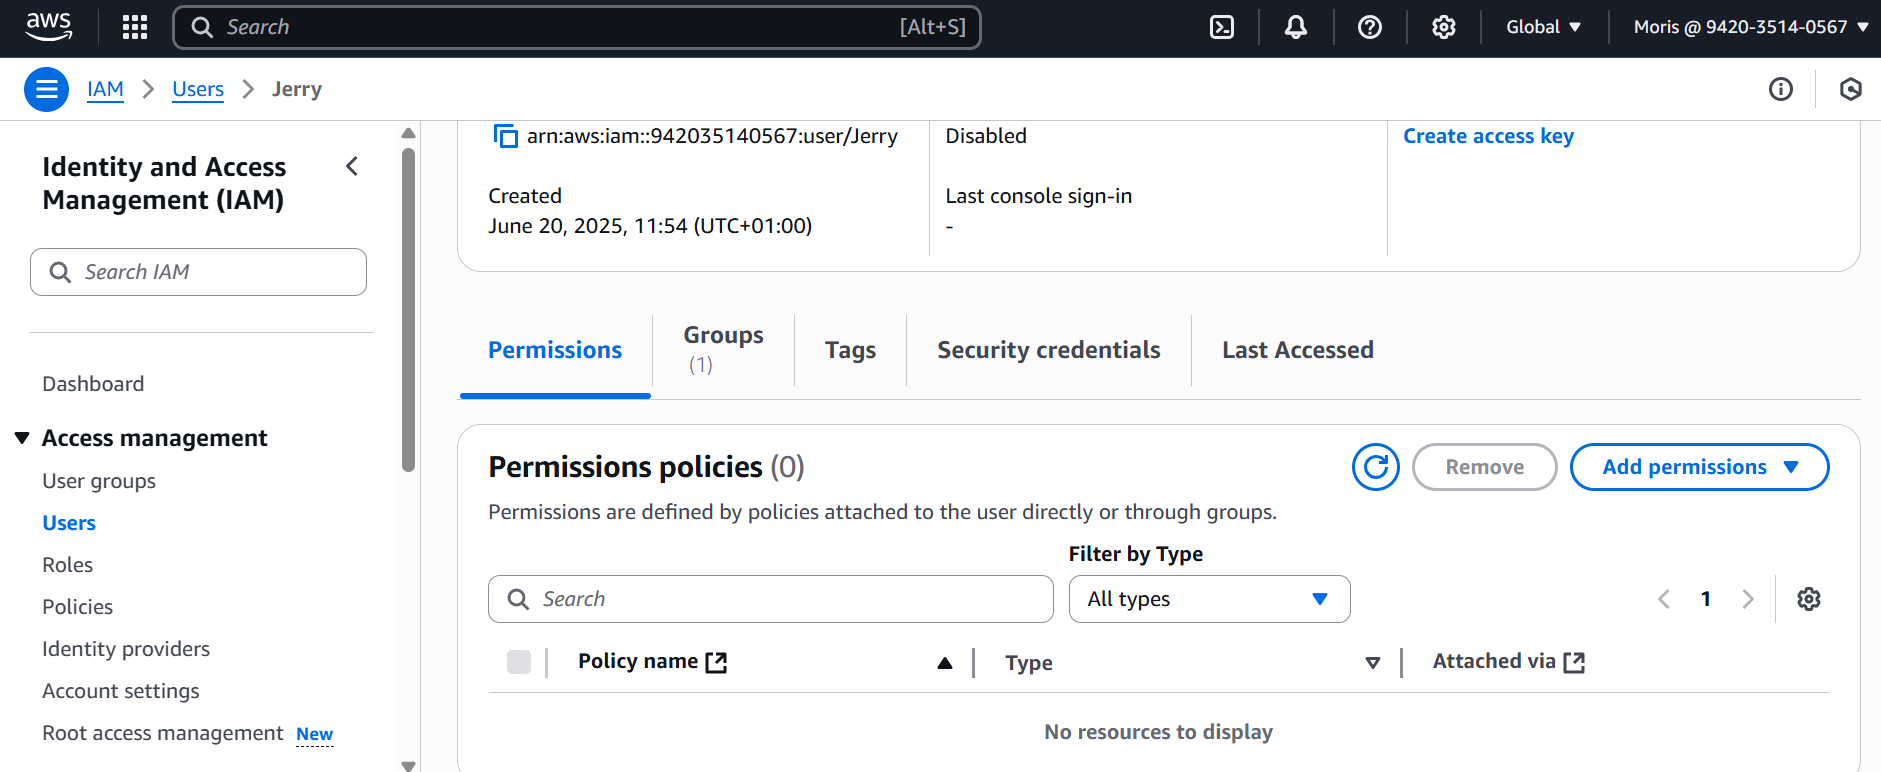 aws
Search [Alt+S]
Global
Moris @ 9420-3514-0567
IAM
Users
Jerry
Identity and Access
Management (IAM)
Search IAM
Dashboard
Access management
User groups
Users
Roles
Policies
Identity providers
Account settings
Root access management New
arn:aws:iam::942035140567:user/Jerry
Created
June 20, 2025, 11:54 (UTC+01:00)
Disabled
Last console sign-in
-
Create access key
Permissions
Groups
(1)
Tags
Security credentials
Last Accessed
Permissions policies (0)
Remove
Add permissions
Permissions are defined by policies attached to the user directly or through groups.
Filter by Type
Search
All types
1
Policy name
Type
Attached via
No resources to display